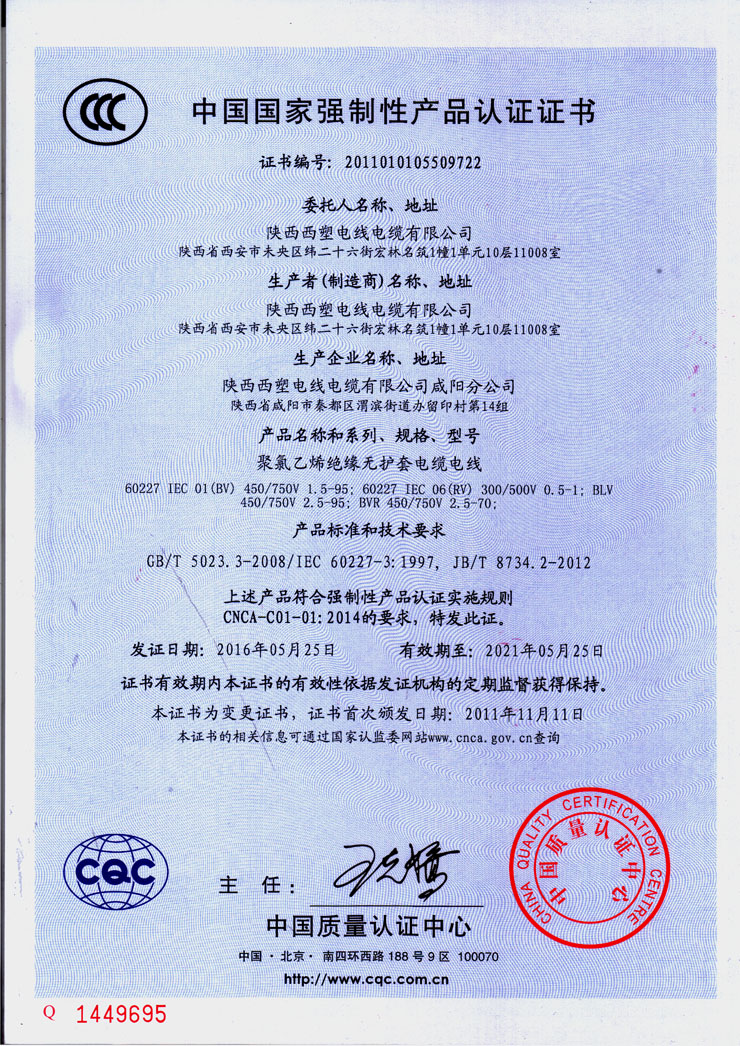 CCC
中国国家强制性产品认证证书
证书编号：2011010105509722
委托人名称、地址
陕西西塑电线电缆有限公司
陕西省西安市未央区纬二十六街宏林名筑1幢1单元10层11008室
生产者(制造商)名称、地址
陕西西塑电线电缆有限公司
陕西省西安市未央区纬二十六街宏林名筑1幢1单元10层11008室
生产企业名称、地址
陕西西塑电线电缆有限公司咸阳分公司
陕西省咸阳市秦都区渭滨街道办留印村第14组
产品名称和系列、规格、型号
聚氯乙烯绝缘无护套电缆电线
60227 IEC 01(BV) 450/750V 1.5-95; 60227 IEC 06(RV) 300/500V 0.5-1; BLV
450/750V 2.5-95; BVR 450/750V 2.5-70;
产品标准和技术要求
GB/T 5023.3-2008/IEC 60227-3:1997, JB/T 8734.2-2012
上述产品符合强制性产品认证实施规则
CNCA-C01-01:2014的要求，特发此证。
发证日期：2016年05月25日 有效期至：2021年05月25日
证书有效期内本证书的有效性依据发证机构的定期监督获得保持。
本证书为变更证书，证书首次颁发日期：2011年11月11日
本证书的相关信息可通过国家认监委网站www.cnca.gov.cn查询
CHINA QUALITY CERTIFICATION CENTRE
中国质量认证中心
CQC
主 任：
中国质量认证中心
中国·北京·南四环西路188号9区 100070
http://www.cqc.com.cn
Q 1449695